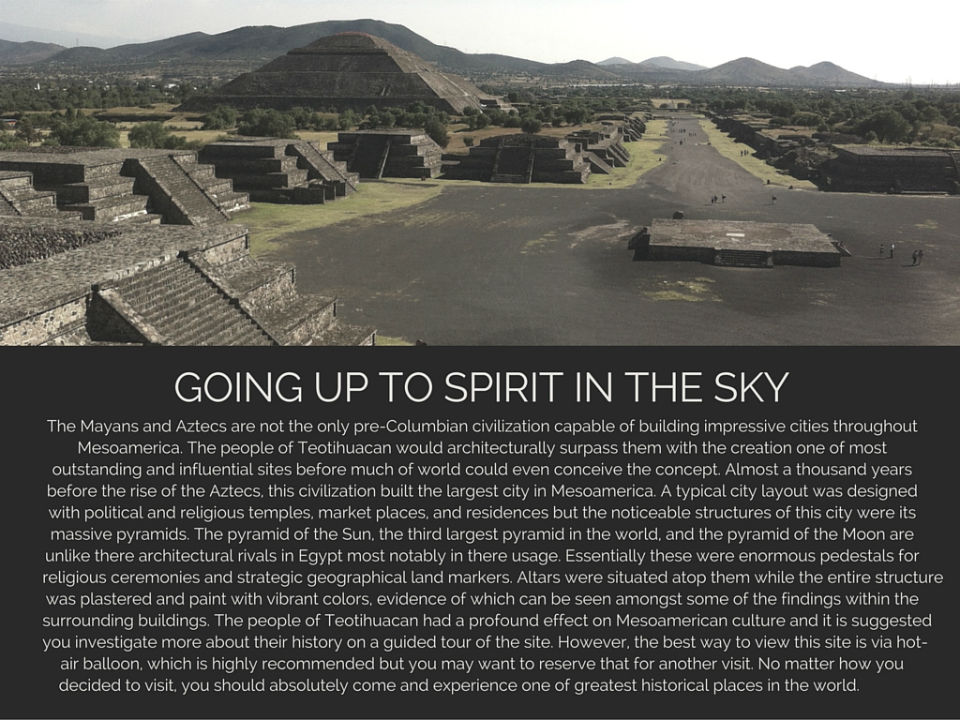 GOING UP TO SPIRIT IN THE SKY
The Mayans and Aztecs are not the only pre-Columbian civilization capable of building impressive cities throughout
Mesoamerica. The people of Teotihuacan would architecturally surpass them with the creation one of most
outstanding and influential sites before much of world could even conceive the concept. Almost a thousand years
before the rise of the Aztecs, this civilization built the largest city in Mesoamerica. A typical city layout was designed
with political and religious temples, market places, and residences but the noticeable structures of this city were its
massive pyramids. The pyramid of the Sun, the third largest pyramid in the world, and the pyramid of the Moon are
unlike there architectural rivals in Egypt most notably in there usage. Essentially these were enormous pedestals for
religious ceremonies and strategic geographical land markers. Altars were situated atop them while the entire structure
was plastered and paint with vibrant colors, evidence of which can be seen amongst some of the findings within the
surrounding buildings. The people of Teotihuacan had a profound effect on Mesoamerican culture and it is suggested
you investigate more about their history on a guided tour of the site. However, the best way to view this site is via hot-
air balloon, which is highly recommended but you may want to reserve that for another visit. No matter how you
decided to visit, you should absolutely come and experience one of greatest historical places in the world.